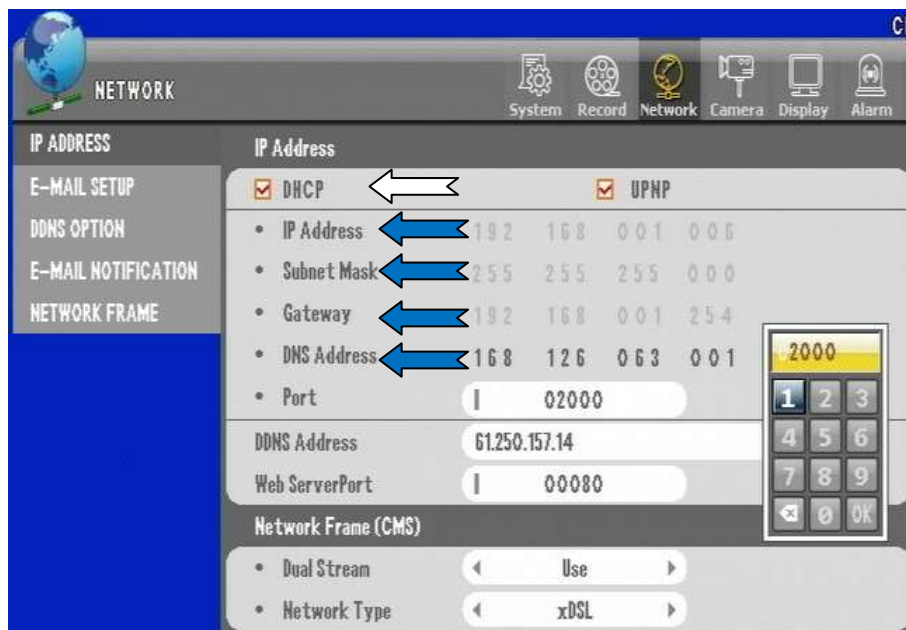 C
NETWORK
System Record Network Camera Display Alarm
IP ADDRESS
E-MAIL SETUP
DDNS OPTION
E-MAIL NOTIFICATION
NETWORK FRAME
IP Address
DHCP
UPNP
IP Address 192 168 001 006
Subnet Mask 255 255 255 000
Gateway 192 168 001 254
DNS Address 168 126 063 001
Port 02000
DDNS Address 61.250.157.14
Web ServerPort 00080
Network Frame (CMS)
Dual Stream Use
Network Type xDSL
2000
1 2 3
4 5 6
7 8 9
0 OK